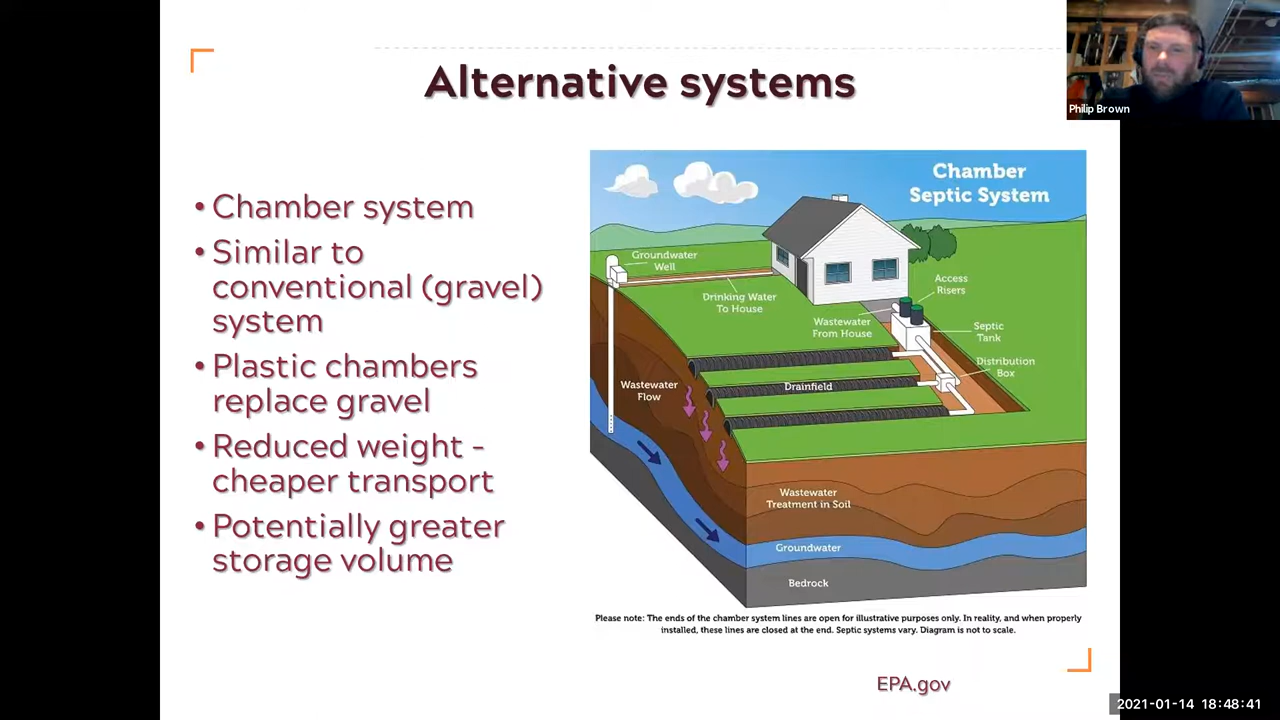 Alternative systems
Philip Brown
• Chamber system
• Similar to
conventional (gravel)
system
• Plastic chambers
replace gravel
• Reduced weight -
cheaper transport
• Potentially greater
storage volume
Chamber
Septic System
Groundwater
Well
Drinking Water
To House
Access
Risers
Wastewater
From House
Septic
Tank
Distribution
Box
Wastewater
Flow
Drainfield
Wastewater
Treatment in Soil
Groundwater
Bedrock
Please note: The ends of the chamber system lines are open for illustrative purposes only. In reality, and when properly
installed, these lines are closed at the end. Septic systems vary. Diagram is not to scale.
EPA.gov
2021-01-14 18:48:41